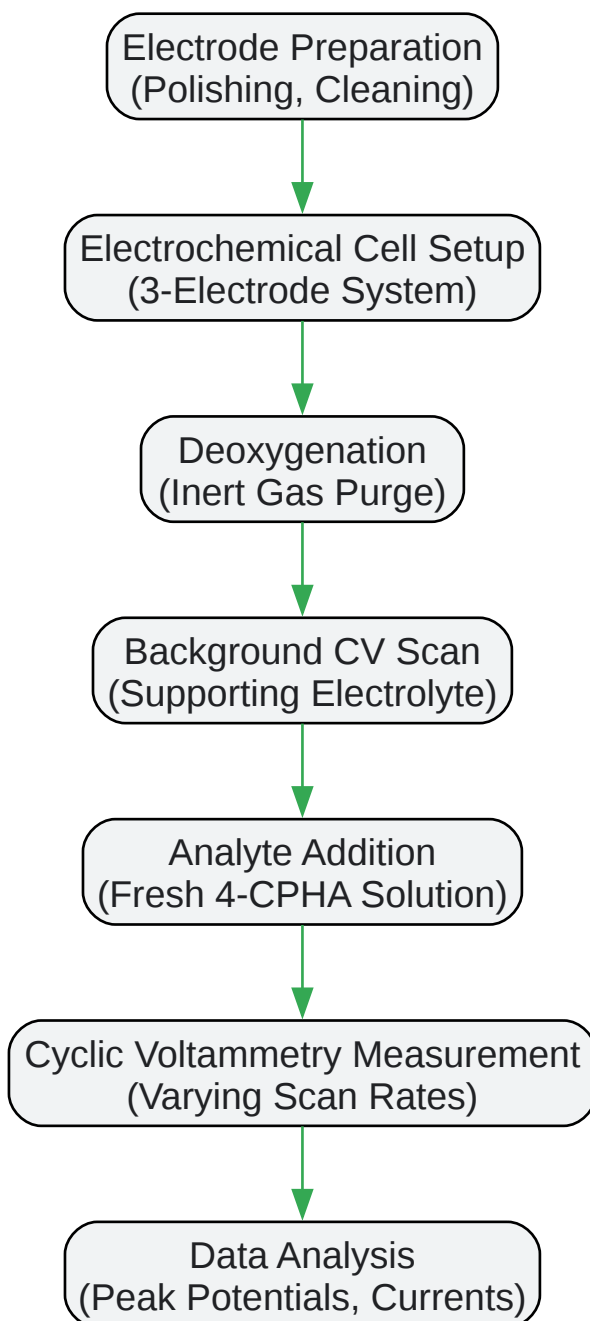 Electrode Preparation
(Polishing, Cleaning)
Electrochemical Cell Setup
(3-Electrode System)
Deoxygenation
(Inert Gas Purge)
Background CV Scan
(Supporting Electrolyte)
Analyte Addition
(Fresh 4-CPHA Solution)
Cyclic Voltammetry Measurement
(Varying Scan Rates)
Data Analysis
(Peak Potentials, Currents)